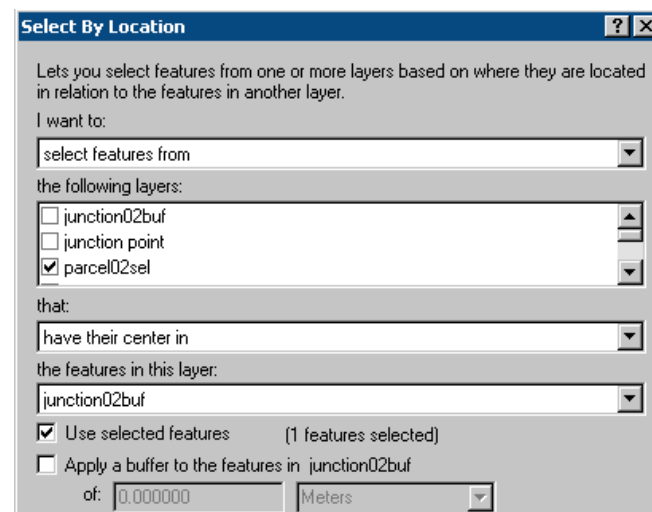 Select By Location
Lets you select features from one or more layers based on where they are located
in relation to the features in another layer.
I want to:
select features from
the following layers:
junction02buf
junction point
parcel02sel
that:
have their center in
the features in this layer:
junction02buf
Use selected features (1 features selected)
Apply a buffer to the features in junction02buf
of: 0.000000 Meters